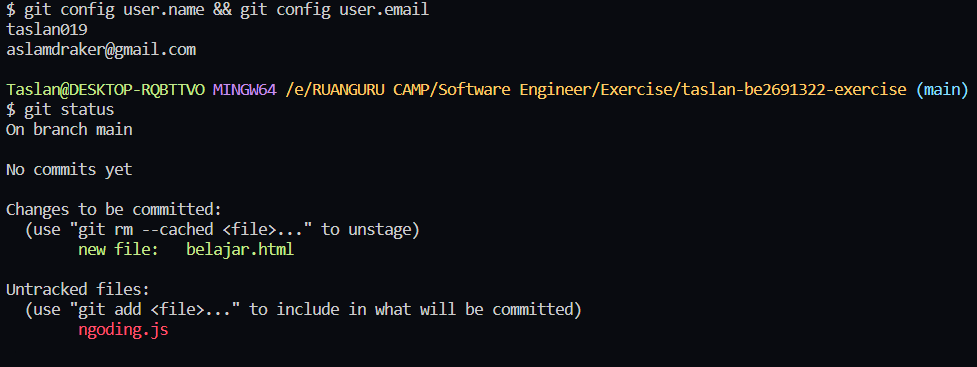 $ git config user.name && git config user.email
taslan019
aslamdraker@gmail.com
Taslan@DESKTOP-RQBTTVO MINGW64 /e/RUANGURU CAMP/Software Engineer/Exercise/taslan-be2691322-exercise (main)
$ git status
On branch main
No commits yet
Changes to be committed:
  (use "git rm --cached <file>..." to unstage)
        new file:   belajar.html
Untracked files:
  (use "git add <file>..." to include in what will be committed)
        ngoding.js